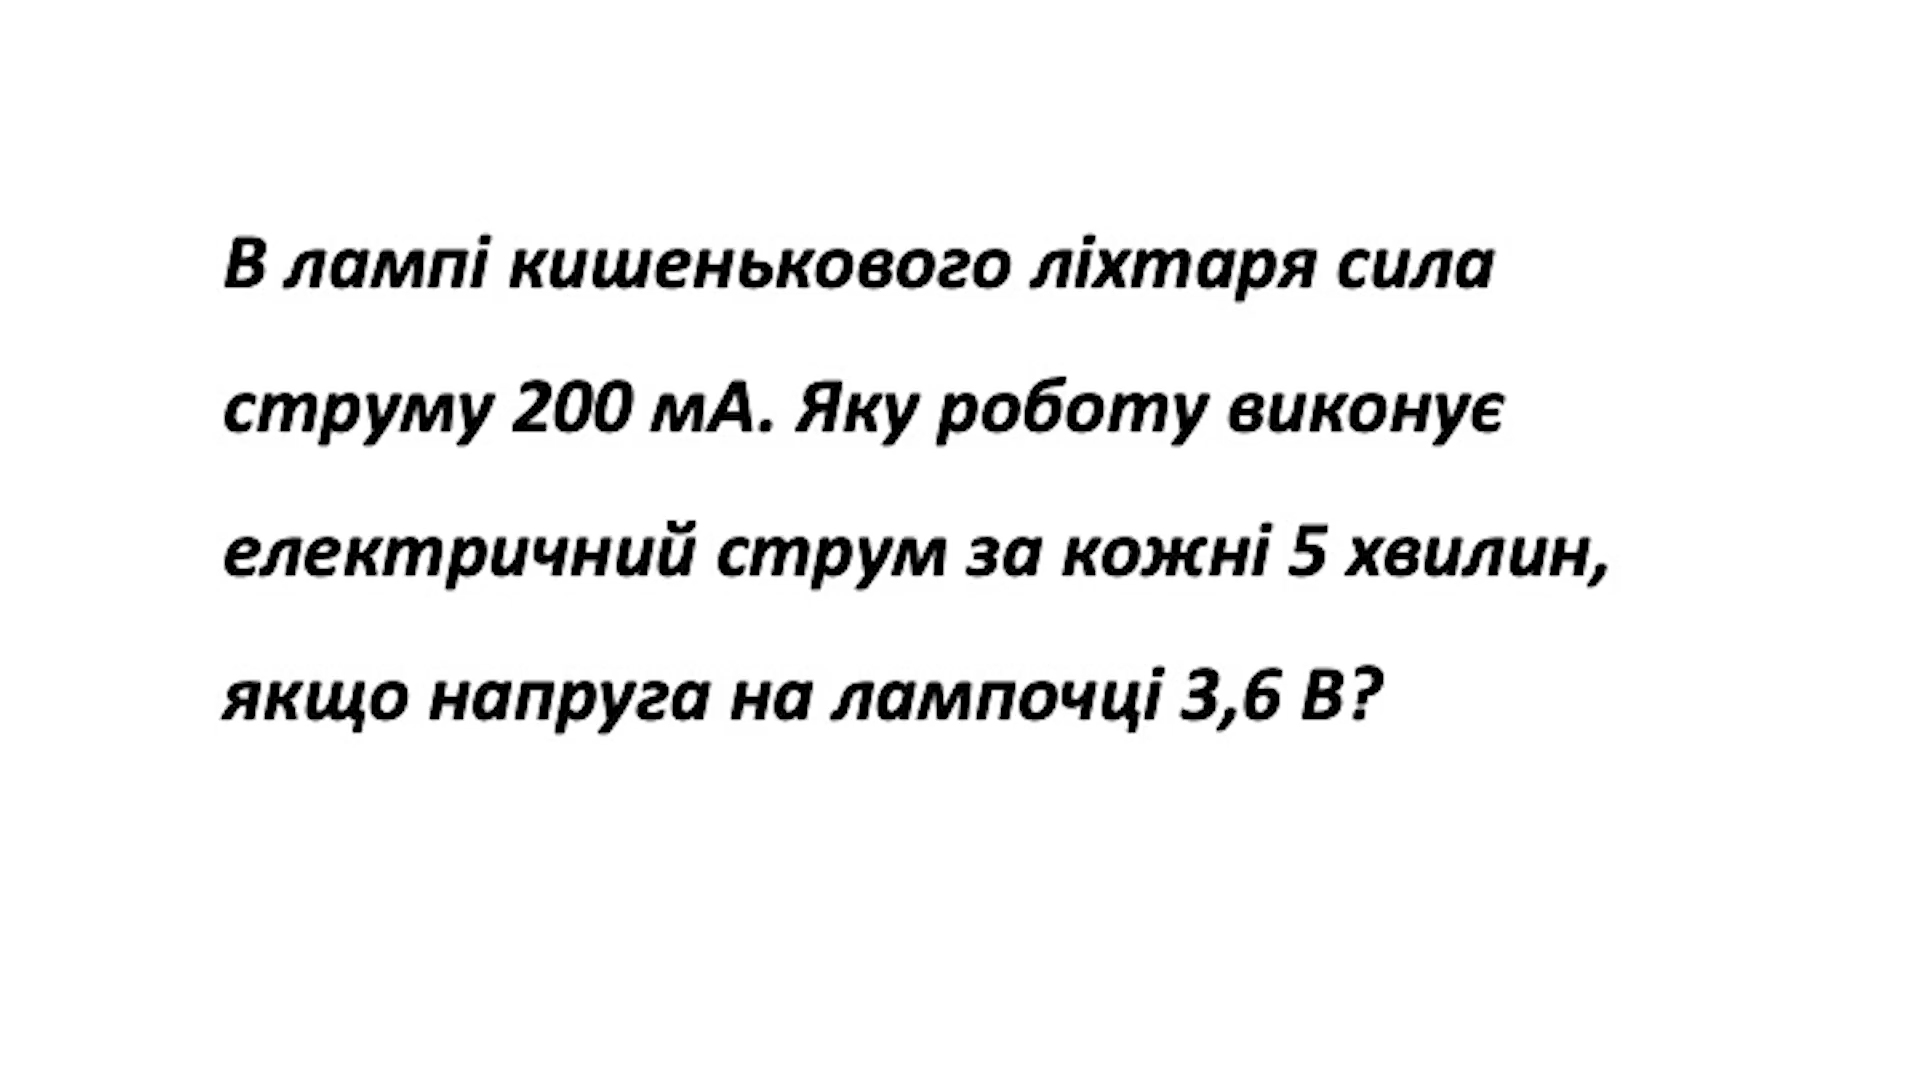 В лампі кишенькового ліхтаря сила
струму 200 мА. Яку роботу виконує
електричний струм за кожні 5 хвилин,
якщо напруга на лампочці 3,6 В?